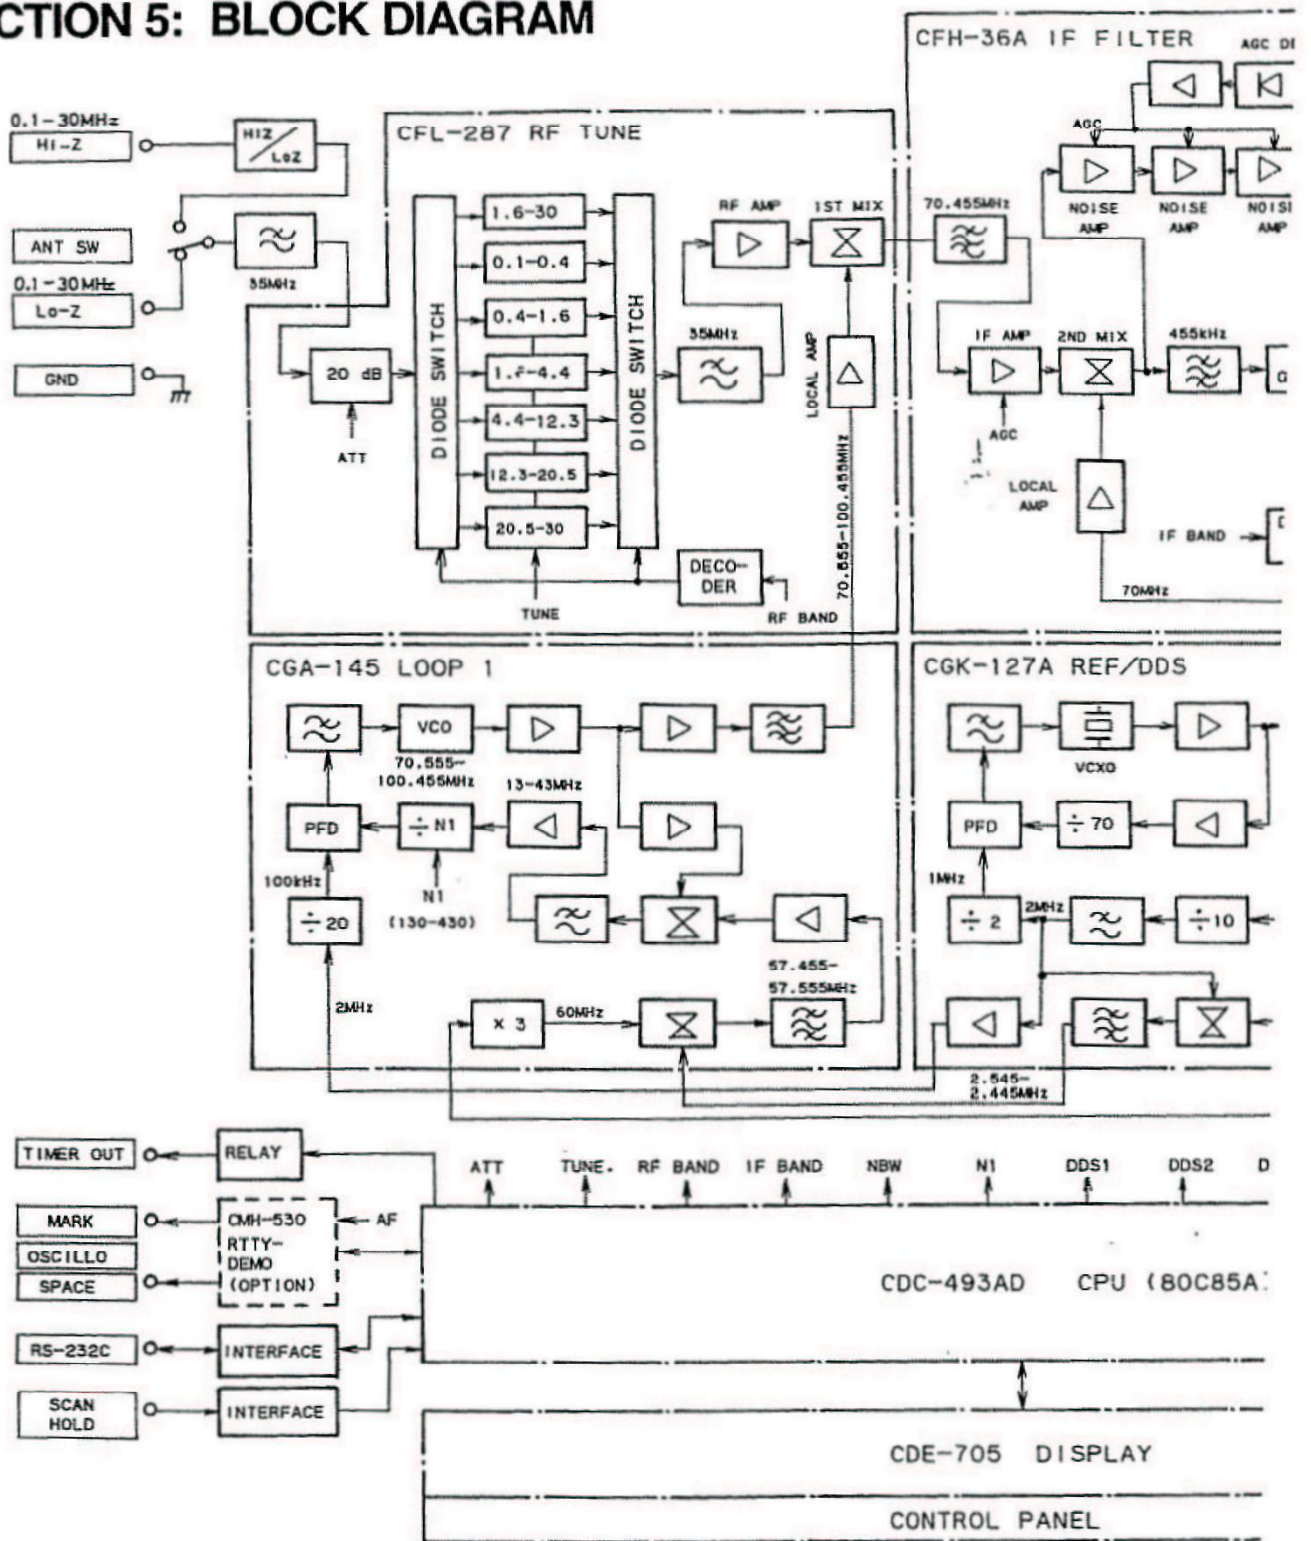 CTION 5: BLOCK DIAGRAM
CFH-36A IF FILTER
AGC
0.1-30MHz
HI-Z
HIZ
LoZ
ANT SW
35MHz
0.1-30MHz
Lo-Z
GND
CFL-287 RF TUNE
20 dB
ATT
DIODE SWITCH
1.6-30
0.1-0.4
0.4-1.6
4.4-12.3
12.3-20.5
20.5-30
DIODE SWITCH
TUNE
DECO-
DER
RF BAND
35MHz
RF AMP
1ST MIX
LOCAL AMP
70.555-100.455MHz
70.455MHz
AGC
NOISE
AMP
NOISE
AMP
AMP
IF AMP
2ND MIX
455kHz
AGC
LOCAL
AMP
IF BAND
70MHz
CGA-145 LOOP 1
VCO
70.555-
100.455MHz
13-43MHz
PFD
÷ N1
100kHz
N1
(130-430)
÷ 20
2MHz
57.455-
57.555MHz
X 3
60MHz
CGK-127A REF/DDS
VCXO
PFD
÷ 70
1MHz
÷ 2
2MHz
÷ 10
2.545-
2.445MHz
TIMER OUT
RELAY
MARK
OSCILLO
SPACE
CMH-530
RTTY-
DEMO
(OPTION)
AF
RS-232C
INTERFACE
SCAN
HOLD
INTERFACE
ATT
TUNE.
RF BAND
IF BAND
NBW
N1
DDS1
DDS2
D
CDC-493AD CPU (80C85A
CDE-705 DISPLAY
CONTROL PANEL